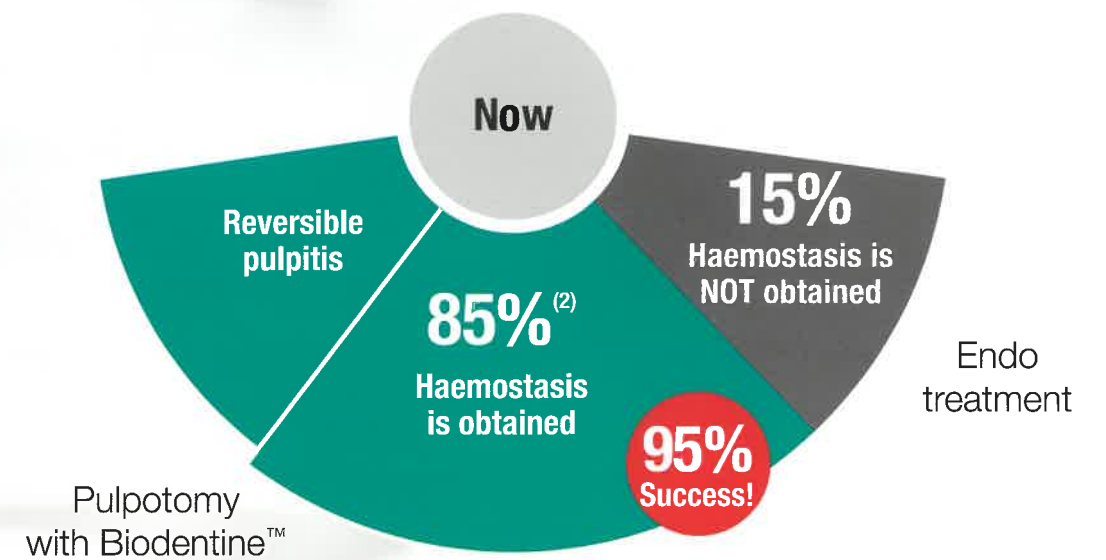 Now
Reversible
pulpitis
85%(2)
Haemostasis
is obtained
15%
Haemostasis is
NOT obtained
95%
Success!
Endo
treatment
Pulpotomy
with Biodentine™